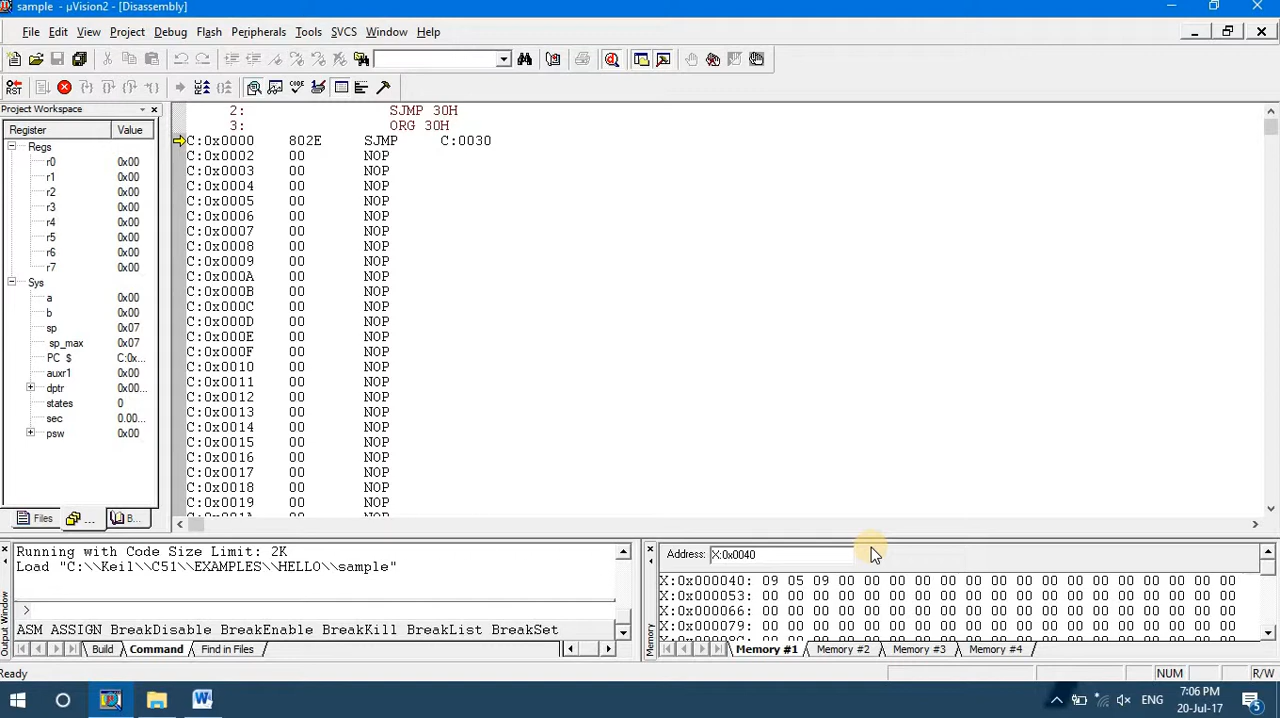 sample - µVision2 - [Disassembly]
File Edit View Project Debug Flash Peripherals Tools SVCS Window Help
Project Workspace
Register Value
Regs
r0 0x00
r1 0x00
r2 0x00
r3 0x00
r4 0x00
r5 0x00
r6 0x00
r7 0x00
Sys
a 0x00
b 0x00
sp 0x07
sp_max 0x07
PC $ C:0x...
auxr1 0x00
dptr 0x00...
states 0
sec 0.00...
psw 0x00
Files ... B...
2: SJMP 30H
3: ORG 30H
C:0x0000 802E SJMP C:0030
C:0x0002 00 NOP
C:0x0003 00 NOP
C:0x0004 00 NOP
C:0x0005 00 NOP
C:0x0006 00 NOP
C:0x0007 00 NOP
C:0x0008 00 NOP
C:0x0009 00 NOP
C:0x000A 00 NOP
C:0x000B 00 NOP
C:0x000C 00 NOP
C:0x000D 00 NOP
C:0x000E 00 NOP
C:0x000F 00 NOP
C:0x0010 00 NOP
C:0x0011 00 NOP
C:0x0012 00 NOP
C:0x0013 00 NOP
C:0x0014 00 NOP
C:0x0015 00 NOP
C:0x0016 00 NOP
C:0x0017 00 NOP
C:0x0018 00 NOP
C:0x0019 00 NOP
Output Window
Running with Code Size Limit: 2K
Load "C:\\Keil\\C51\\EXAMPLES\\HELLO\\sample"
>
ASM ASSIGN BreakDisable BreakEnable BreakKill BreakList BreakSet
Build Command Find in Files
Memory
Address: X:0x0040
X:0x000040: 09 05 09 00 00 00 00 00 00 00 00 00 00 00 00 00 00 00 00
X:0x000053: 00 00 00 00 00 00 00 00 00 00 00 00 00 00 00 00 00 00 00
X:0x000066: 00 00 00 00 00 00 00 00 00 00 00 00 00 00 00 00 00 00 00
X:0x000079: 00 00 00 00 00 00 00 00 00 00 00 00 00 00 00 00 00 00 00
Memory #1 Memory #2 Memory #3 Memory #4
Ready
NUM R/W
ENG 7:06 PM
20-Jul-17
5